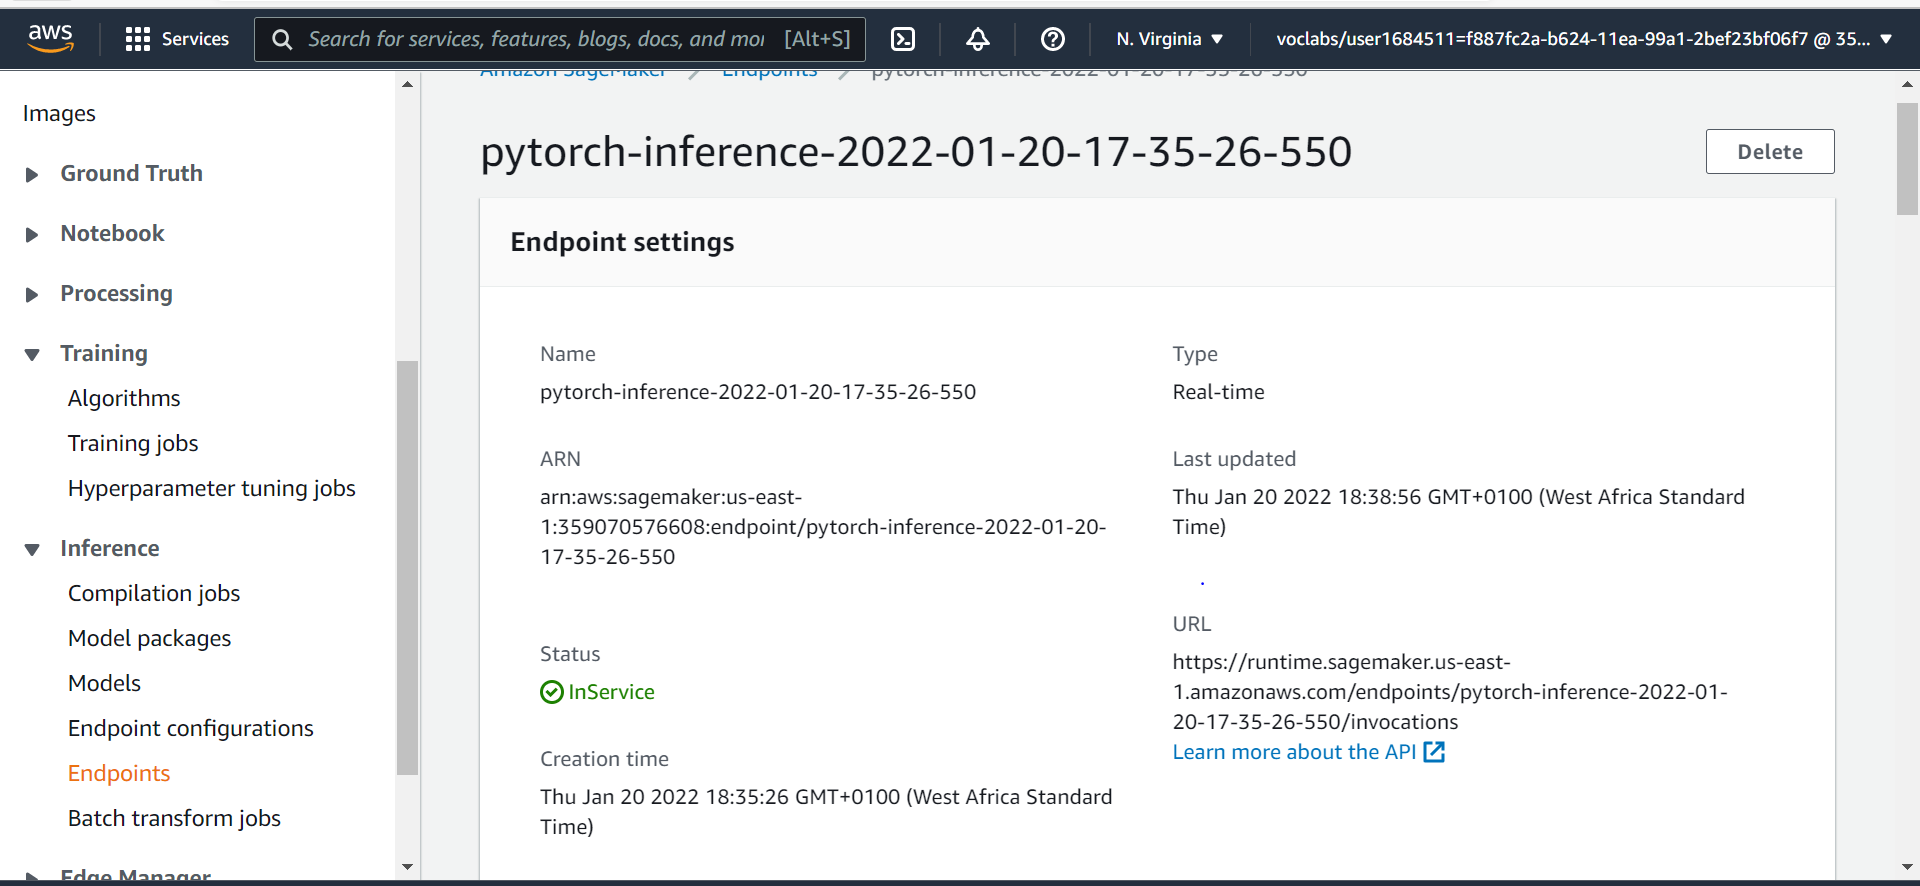 aws
Services
Search for services, features, blogs, docs, and mor [Alt+S]
N. Virginia
voclabs/user1684511=f887fc2a-b624-11ea-99a1-2bef23bf06f7 @ 35...
Images
Ground Truth
Notebook
Processing
Training
Algorithms
Training jobs
Hyperparameter tuning jobs
Inference
Compilation jobs
Model packages
Models
Endpoint configurations
Endpoints
Batch transform jobs
Edge Manager
Amazon SageMaker
Endpoints
pytorch-inference-2022-01-20-17-35-26-550
pytorch-inference-2022-01-20-17-35-26-550
Delete
Endpoint settings
Name
pytorch-inference-2022-01-20-17-35-26-550
ARN
arn:aws:sagemaker:us-east-
1:359070576608:endpoint/pytorch-inference-2022-01-20-
17-35-26-550
Status
InService
Creation time
Thu Jan 20 2022 18:35:26 GMT+0100 (West Africa Standard
Time)
Type
Real-time
Last updated
Thu Jan 20 2022 18:38:56 GMT+0100 (West Africa Standard
Time)
URL
https://runtime.sagemaker.us-east-
1.amazonaws.com/endpoints/pytorch-inference-2022-01-
20-17-35-26-550/invocations
Learn more about the API